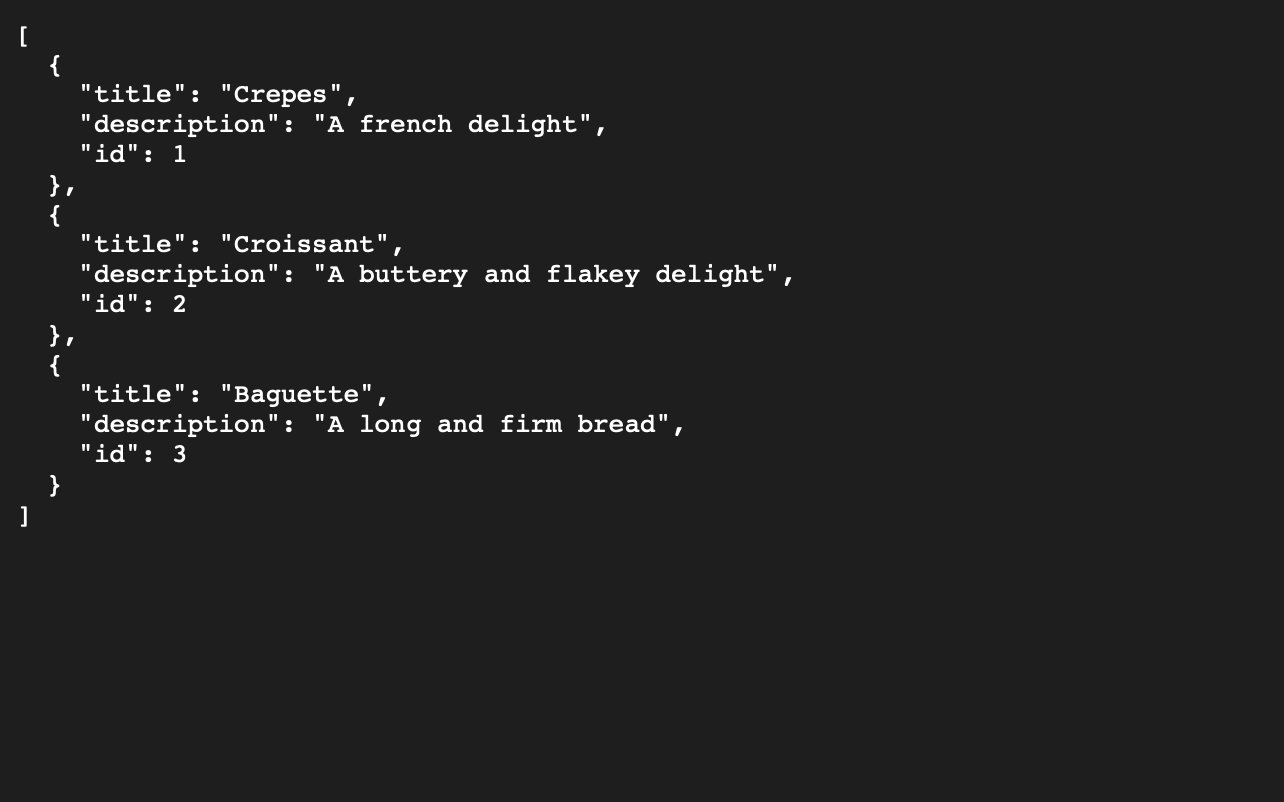 [
  {
    "title": "Crepes",
    "description": "A french delight",
    "id": 1
  },
  {
    "title": "Croissant",
    "description": "A buttery and flakey delight",
    "id": 2
  },
  {
    "title": "Baguette",
    "description": "A long and firm bread",
    "id": 3
  }
]